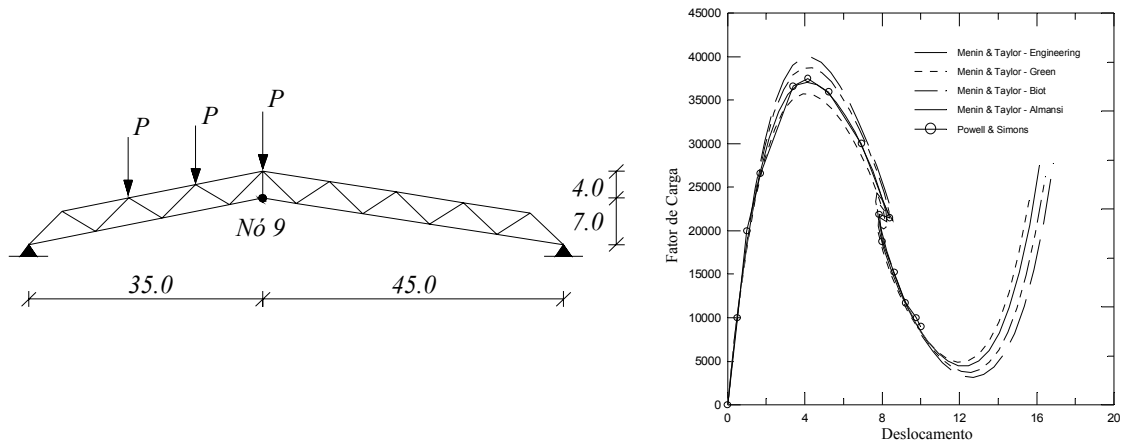 P
P
P
4.0
7.0
Nó 9
35.0
45.0
45000
40000
35000
30000
25000
20000
15000
10000
5000
0
0
4
8
12
16
20
Fator de Carga
Deslocamento
Menin & Taylor - Engineering
Menin & Taylor - Green
Menin & Taylor - Biot
Menin & Taylor - Almansi
Powell & Simons